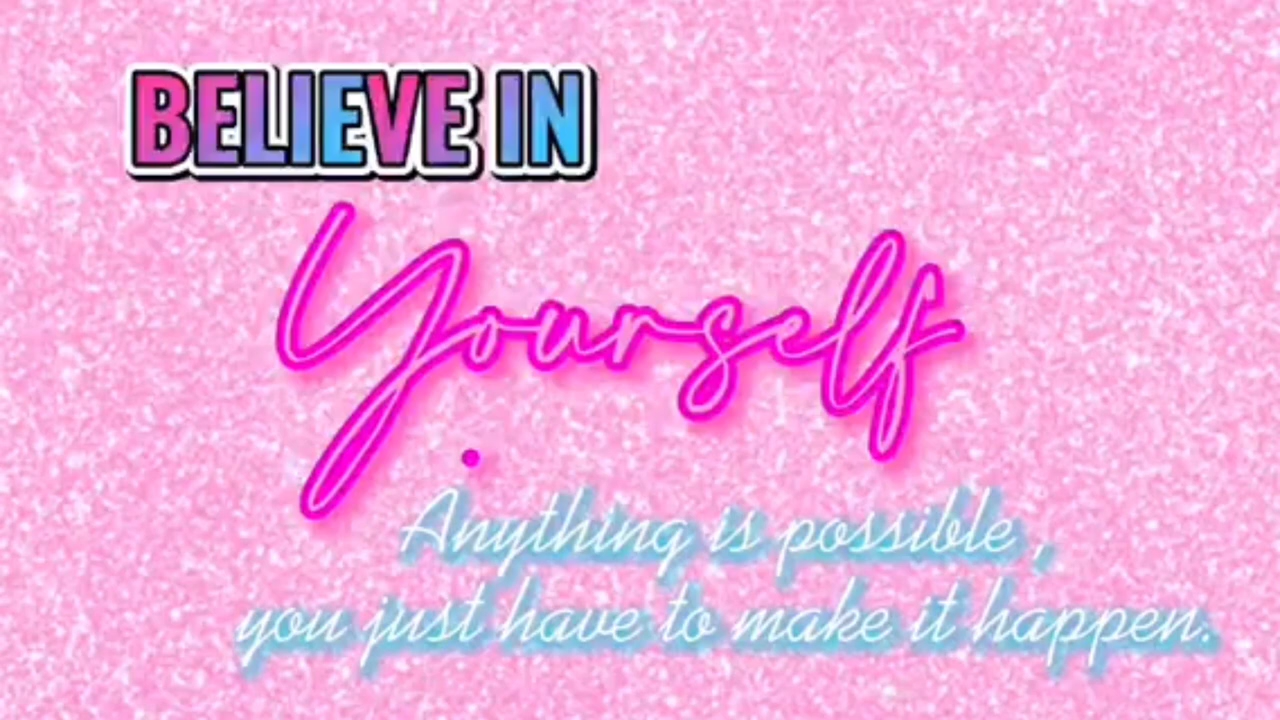 BELIEVE IN
Yourself
Anything is possible ,
you just have to make it happen.